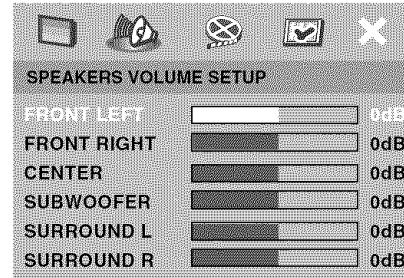 SPEAKERS VOLUME SETUP
FRONT LEFT 0dB
FRONT RIGHT 0dB
CENTER 0dB
SUBWOOFER 0dB
SURROUND L 0dB
SURROUND R 0dB